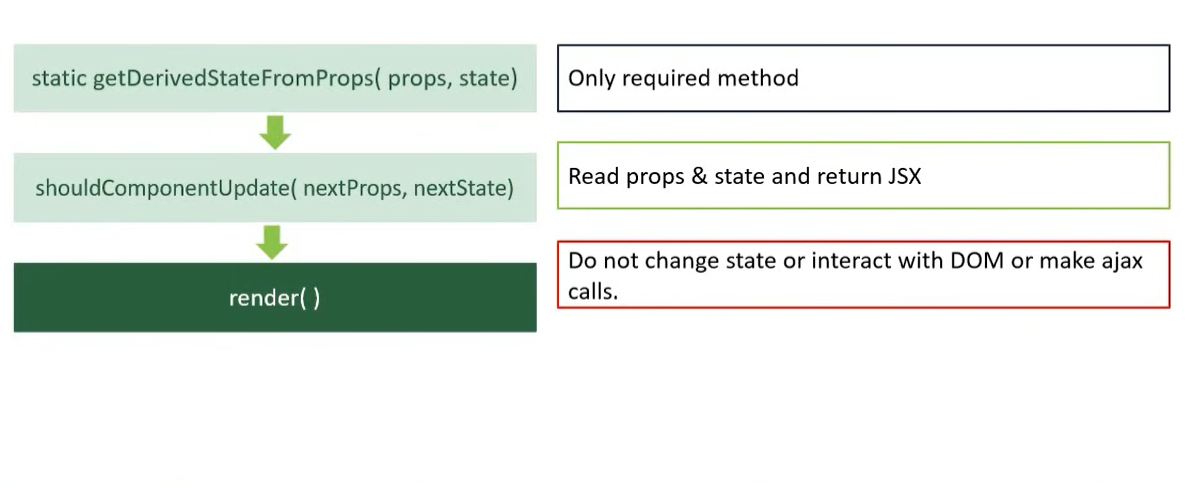 static getDerivedStateFromProps( props, state)
shouldComponentUpdate( nextProps, nextState)
render( )
Only required method
Read props & state and return JSX
Do not change state or interact with DOM or make ajax
calls.